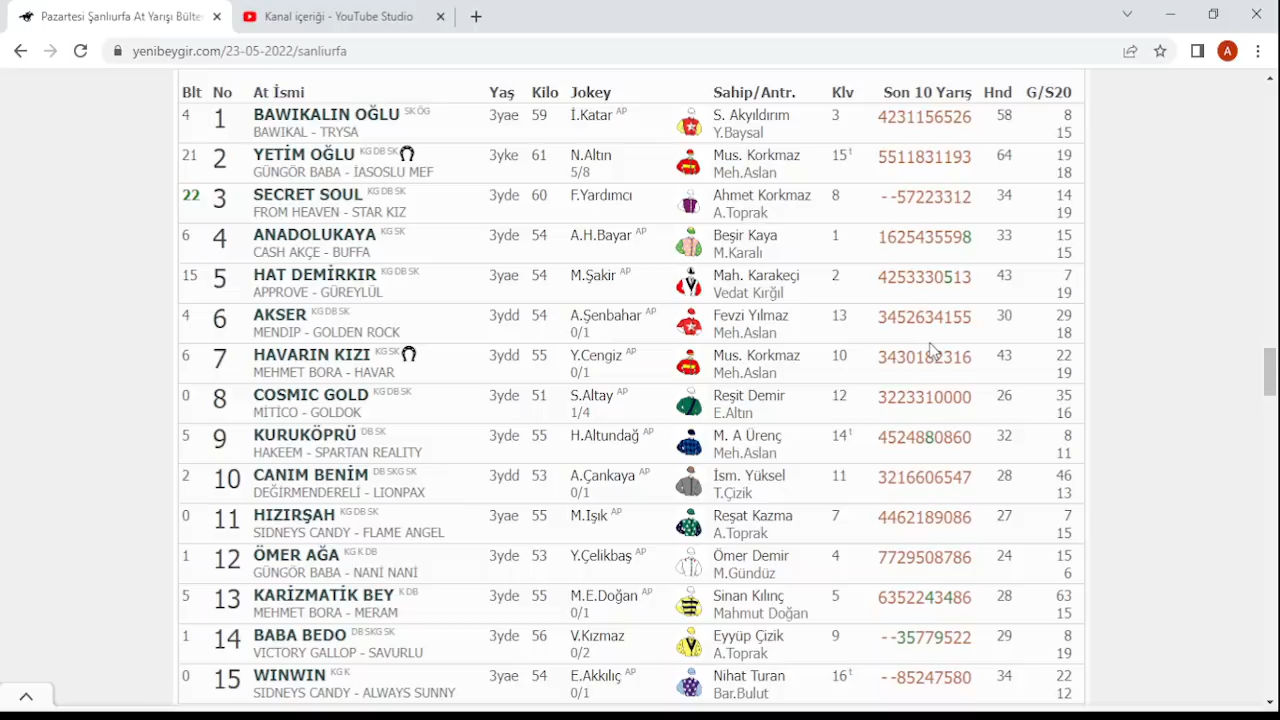 Pazartesi Şanlıurfa At Yarışı Bülte
Kanal içeriği - YouTube Studio
yenibeygir.com/23-05-2022/sanliurfa
A
Blt No At İsmi Yaş Kilo Jokey Sahip/Antr. Klv Son 10 Yarış Hnd G/S20
4 1 BAWIKALIN OĞLU SK ÖG 3yae 59 İ.Katar AP S. Akyıldırım 3 4231156526 58 8
BAWIKAL - TRYSA Y.Baysal 15
21 2 YETİM OĞLU KG DB SK 3yke 61 N.Altın Mus. Korkmaz 15 t 5511831193 64 19
GÜNGÖR BABA - İASOSLU MEF 5/8 Meh.Aslan 18
22 3 SECRET SOUL KG DB SK 3yde 60 F.Yardımcı Ahmet Korkmaz 8 --57223312 34 14
FROM HEAVEN - STAR KIZ A.Toprak 19
6 4 ANADOLUKAYA KG SK 3yde 54 A.H.Bayar AP Beşir Kaya 1 1625435598 33 15
CASH AKÇE - BUFFA M.Karalı 15
15 5 HAT DEMİRKIR KG DB SK 3yae 54 M.Şakir AP Mah. Karakeçi 2 4253330513 43 7
APPROVE - GÜREYLÜL Vedat Kırğıl 19
4 6 AKSER KG DB SK 3ydd 54 A.Şenbahar AP Fevzi Yılmaz 13 3452634155 30 29
MENDIP - GOLDEN ROCK 0/1 Meh.Aslan 18
6 7 HAVARIN KIZI KG SK 3ydd 55 Y.Cengiz AP Mus. Korkmaz 10 3430182316 43 22
MEHMET BORA - HAVAR 0/1 Meh.Aslan 19
0 8 COSMIC GOLD KG DB SK 3yde 51 S.Altay AP Reşit Demir 12 3223310000 26 35
MİTİCO - GOLDOK 1/4 E.Altın 16
5 9 KURUKÖPRÜ DB SK 3yde 55 H.Altundağ AP M. A Ürenç 14 t 4524880860 32 8
HAKEEM - SPARTAN REALITY Meh.Aslan 11
2 10 CANIM BENİM DB SKG SK 3ydd 53 A.Çankaya AP İsm. Yüksel 11 3216606547 28 46
DEĞİRMENDERELİ - LIONPAX 0/1 T.Çizik 13
0 11 HIZIRŞAH KG DB SK 3yae 55 M.Işık AP Reşat Kazma 7 4462189086 27 7
SIDNEYS CANDY - FLAME ANGEL A.Toprak 15
1 12 ÖMER AĞA KG K DB 3yde 53 Y.Çelikbaş AP Ömer Demir 4 7729508786 24 15
GÜNGÖR BABA - NANİ NANİ M.Gündüz 6
5 13 KARİZMATİK BEY K DB 3yde 55 M.E.Doğan AP Sinan Kılınç 5 6352243486 28 63
MEHMET BORA - MERAM 0/1 Mahmut Doğan 15
1 14 BABA BEDO DB SKG SK 3yde 56 V.Kızmaz Eyyüp Çizik 9 --35779522 29 8
VICTORY GALLOP - SAVURLU 0/2 A.Toprak 19
0 15 WINWIN KG K 3yae 54 E.Akkılıç AP Nihat Turan 16 t --85247580 34 22
SIDNEYS CANDY - ALWAYS SUNNY 0/1 Bar.Bulut 12